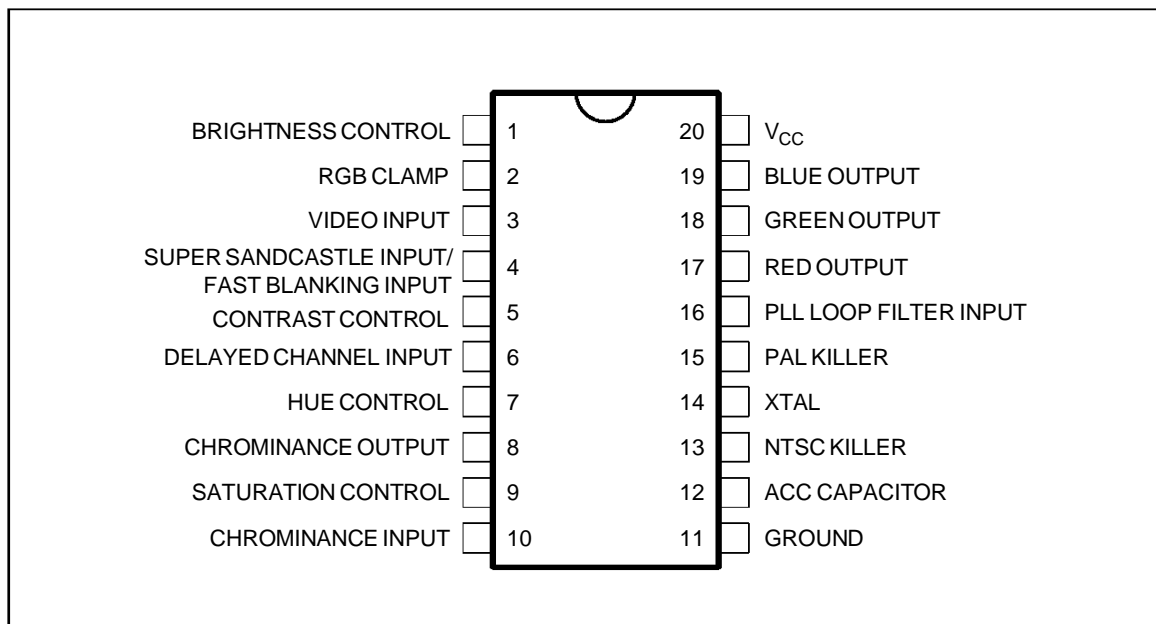 BRIGHTNESS CONTROL 1 20 VCC
RGB CLAMP 2 19 BLUE OUTPUT
VIDEO INPUT 3 18 GREEN OUTPUT
SUPER SANDCASTLE INPUT/
FAST BLANKING INPUT 4 17 RED OUTPUT
CONTRAST CONTROL 5 16 PLL LOOP FILTER INPUT
DELAYED CHANNEL INPUT 6 15 PAL KILLER
HUE CONTROL 7 14 XTAL
CHROMINANCE OUTPUT 8 13 NTSC KILLER
SATURATION CONTROL 9 12 ACC CAPACITOR
CHROMINANCE INPUT 10 11 GROUND